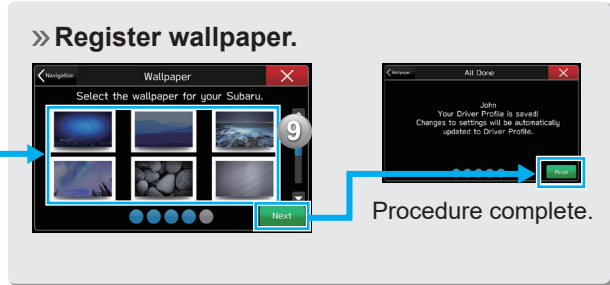 » Register wallpaper.
Navigation
Wallpaper
Select the wallpaper for your Subaru.
9
Next
Wallpaper
All Done
John
Your Driver Profile is saved!
Changes to settings will be automatically
updated to Driver Profile.
Finish
Procedure complete.